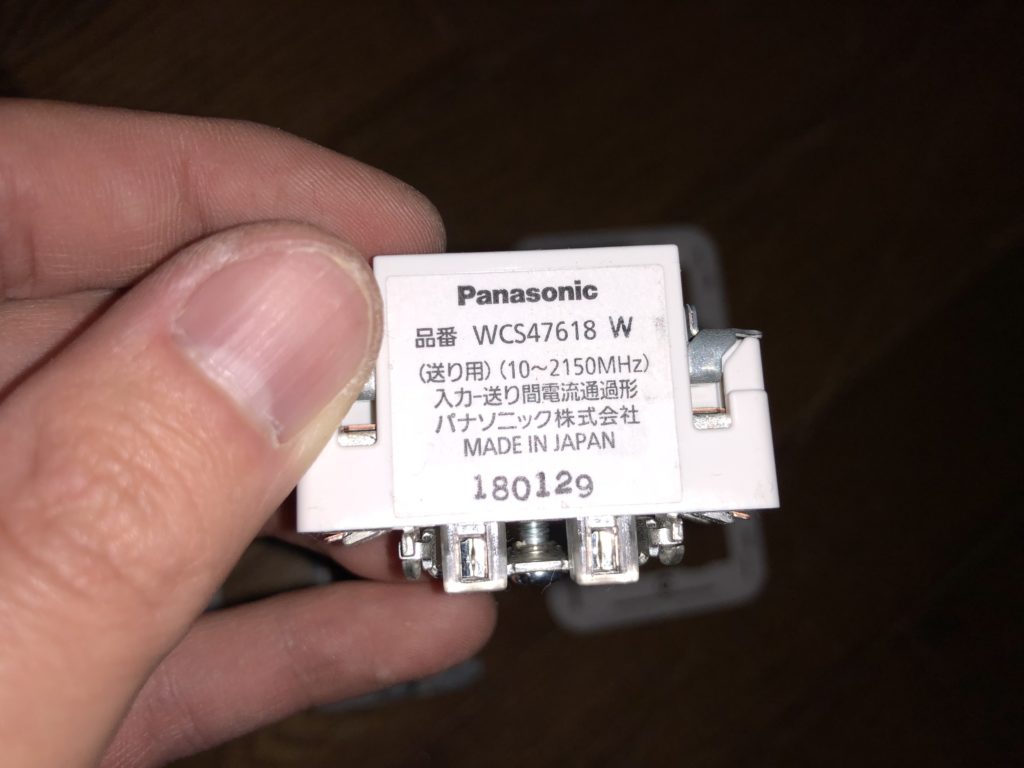 Panasonic
品番 WCS47618 W
(送り用)(10～2150MHz)
入力-送り間電流通過形
パナソニック株式会社
MADE IN JAPAN
180129